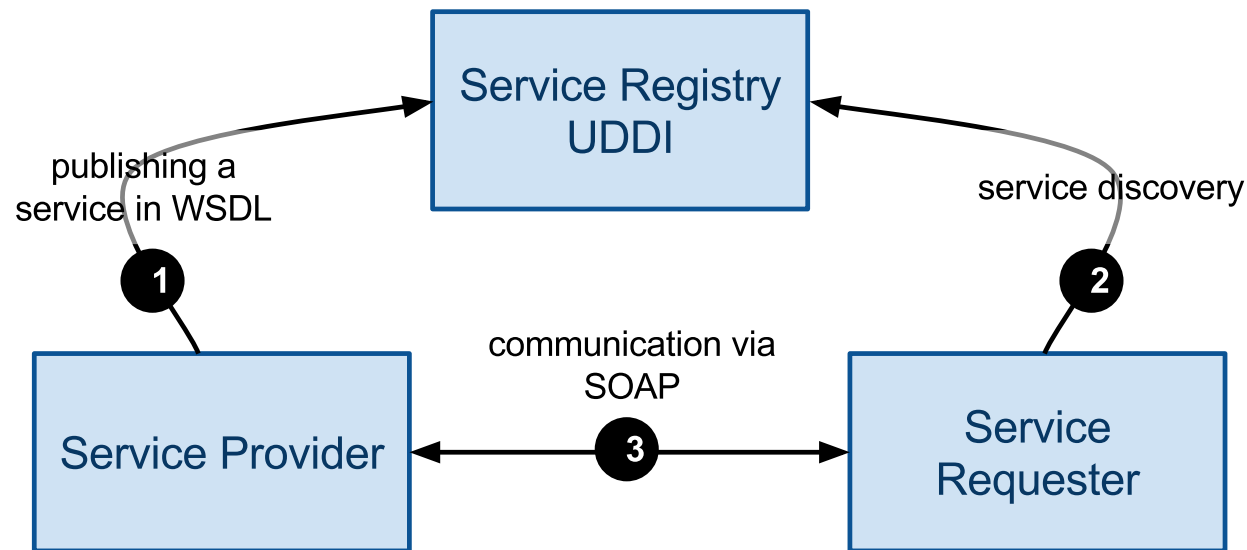 Service Registry
UDDI
publishing a
service in WSDL
service discovery
1
2
communication via
SOAP
3
Service Provider
Service
Requester